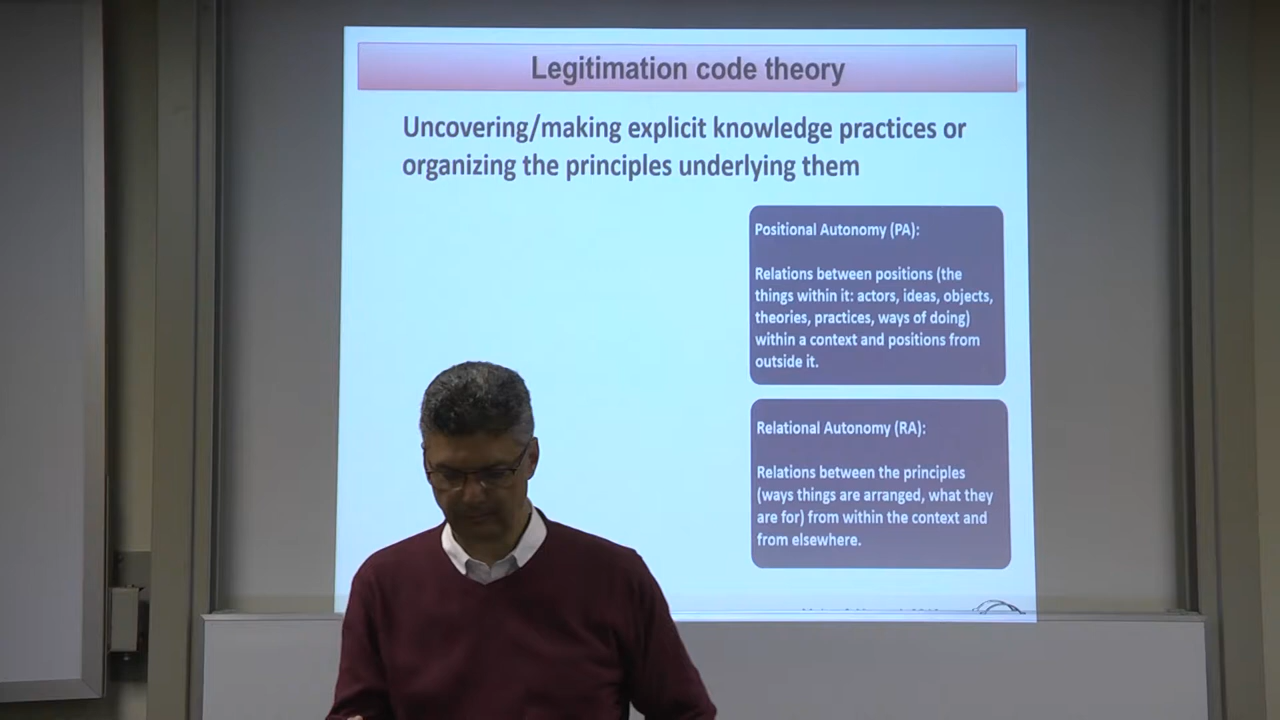 Legitimation code theory
Uncovering/making explicit knowledge practices or
organizing the principles underlying them
Positional Autonomy (PA):
Relations between positions (the
things within it: actors, ideas, objects,
theories, practices, ways of doing)
within a context and positions from
outside it.
Relational Autonomy (RA):
Relations between the principles
(ways things are arranged, what they
are for) from within the context and
from elsewhere.